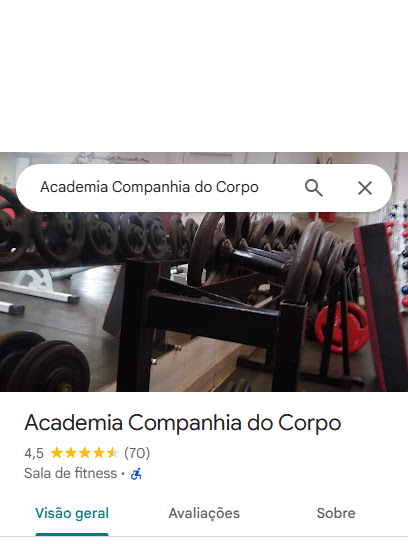 Academia Companhia do Corpo
Academia Companhia do Corpo
4,5 (70)
Sala de fitness ·
Visão geral Avaliações Sobre